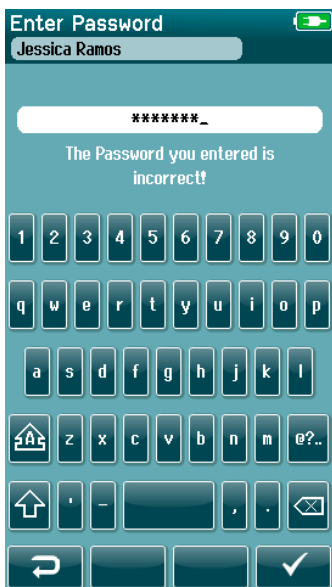 Enter Password
Jessica Ramos
*******_
The Password you entered is
incorrect!
1 2 3 4 5 6 7 8 9 0
q w e r t y u i o p
a s d f g h j k l
A z x c v b n m @?..
' - , .